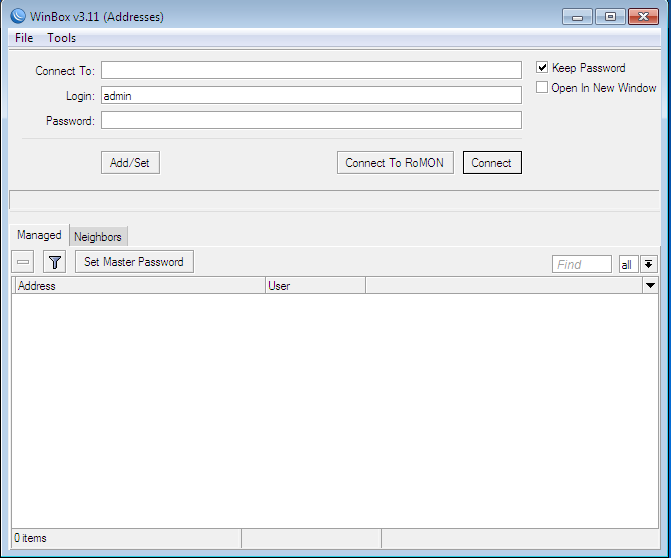 WinBox v3.11 (Addresses)
File Tools
Connect To: Keep Password
Login: admin Open In New Window
Password:
Add/Set Connect To RoMON Connect
Managed Neighbors
Set Master Password Find all
Address User
0 items